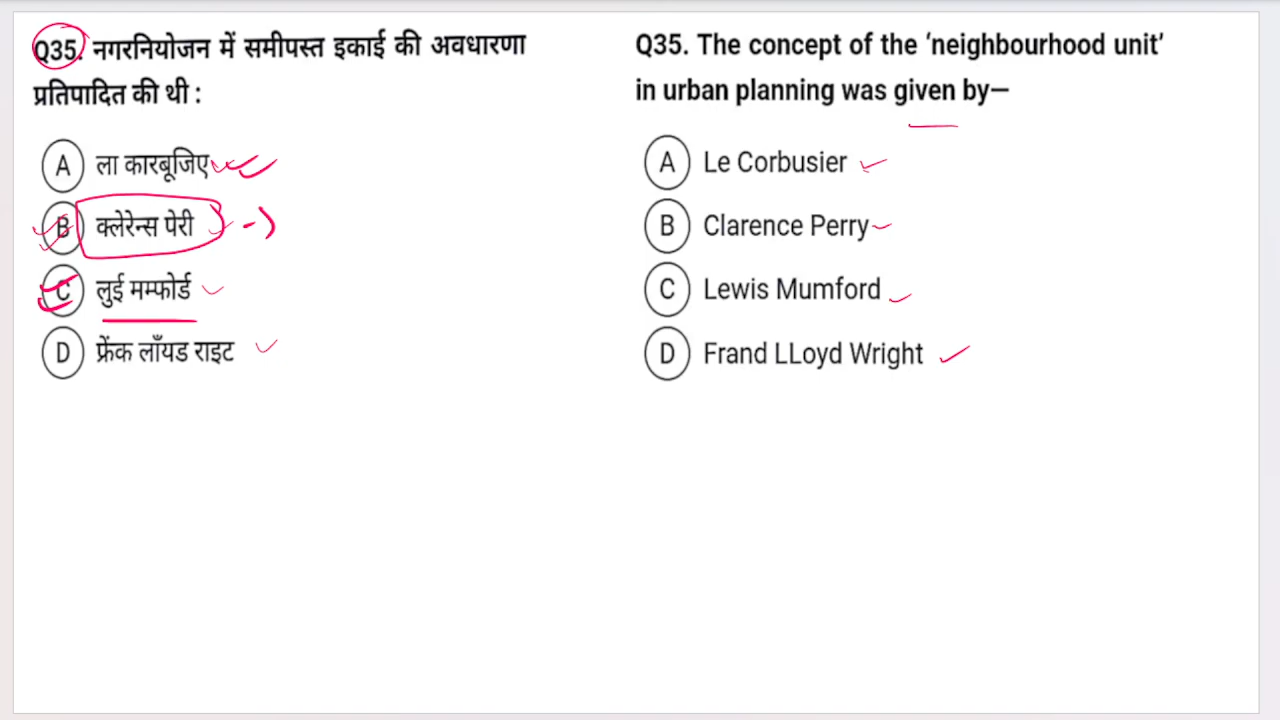 Q35. नगरनियोजन में समीपस्त इकाई की अवधारणा
प्रतिपादित की थी :
A ला कारबूजिए
B क्लेरेन्स पेरी
C लुई मम्फोर्ड
D फ्रेंक लाँयड राइट
Q35. The concept of the ‘neighbourhood unit’
in urban planning was given by—
A Le Corbusier
B Clarence Perry
C Lewis Mumford
D Frand LLoyd Wright